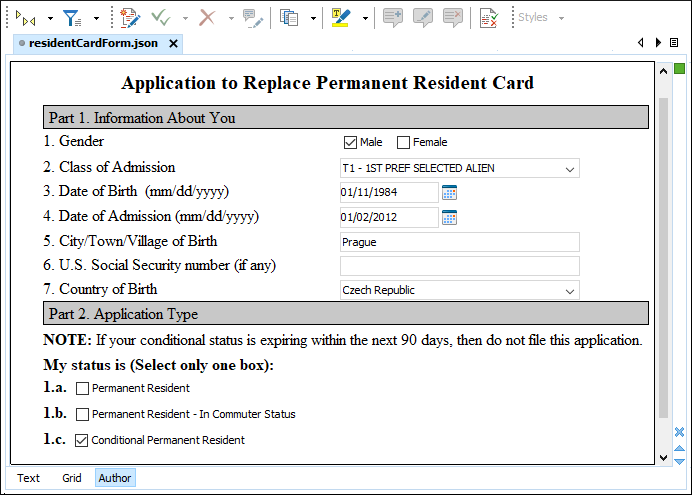 Styles
residentCardForm.json
Application to Replace Permanent Resident Card
Part 1. Information About You
1. Gender Male Female
2. Class of Admission T1 - 1ST PREF SELECTED ALIEN
3. Date of Birth (mm/dd/yyyy) 01/11/1984
4. Date of Admission (mm/dd/yyyy) 01/02/2012
5. City/Town/Village of Birth Prague
6. U.S. Social Security number (if any)
7. Country of Birth Czech Republic
Part 2. Application Type
NOTE: If your conditional status is expiring within the next 90 days, then do not file this application.
My status is (Select only one box):
1.a. Permanent Resident
1.b. Permanent Resident - In Commuter Status
1.c. Conditional Permanent Resident
Text Grid Author